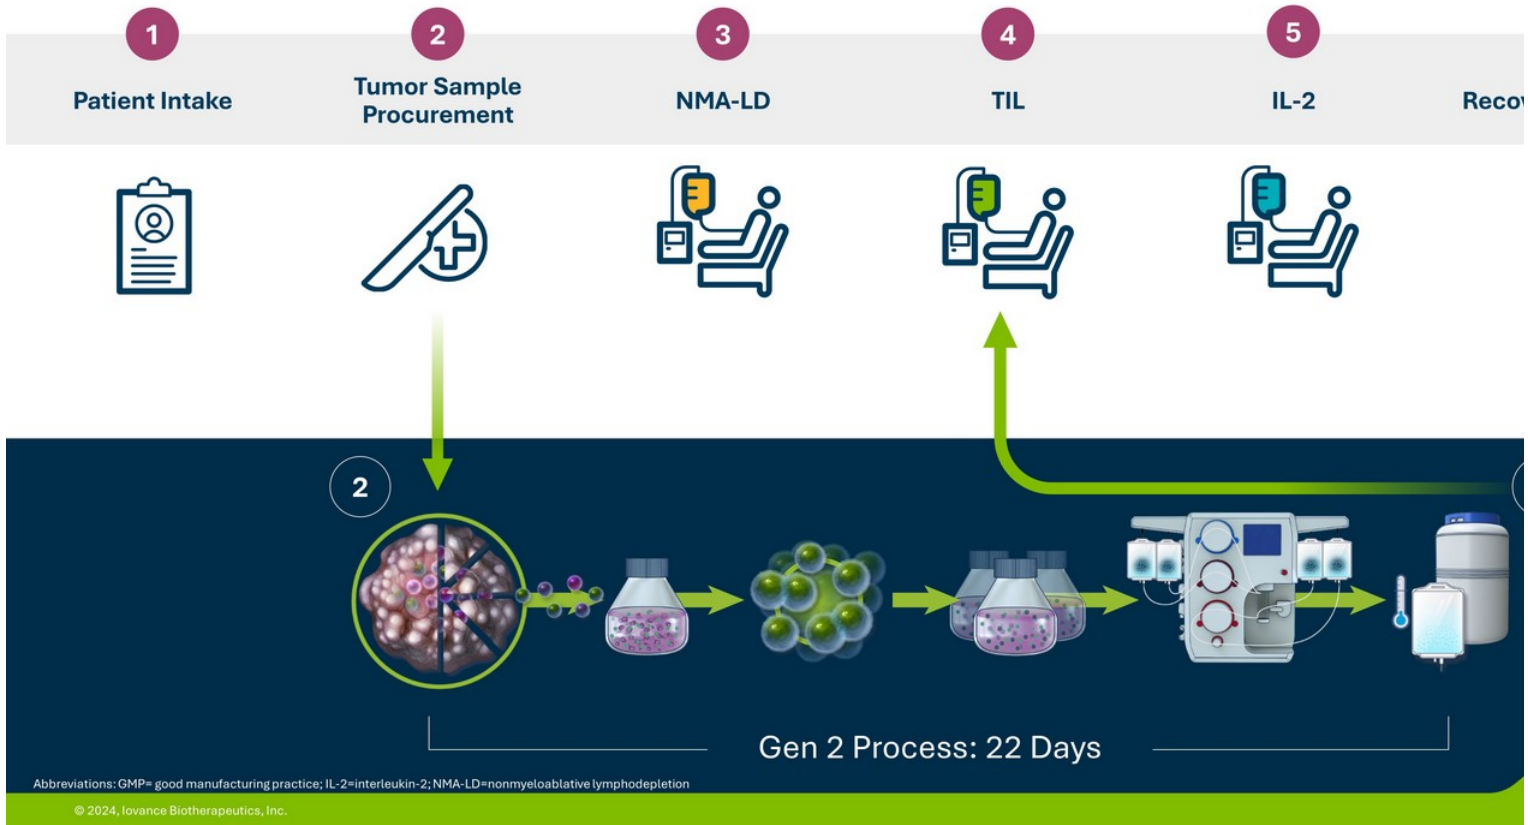 1
Patient Intake
2
Tumor Sample
Procurement
3
NMA-LD
4
TIL
5
IL-2
Recov
2
Gen 2 Process: 22 Days
Abbreviations: GMP= good manufacturing practice; IL-2=interleukin-2; NMA-LD=nonmyeloablative lymphodepletion
© 2024, Iovance Biotherapeutics, Inc.